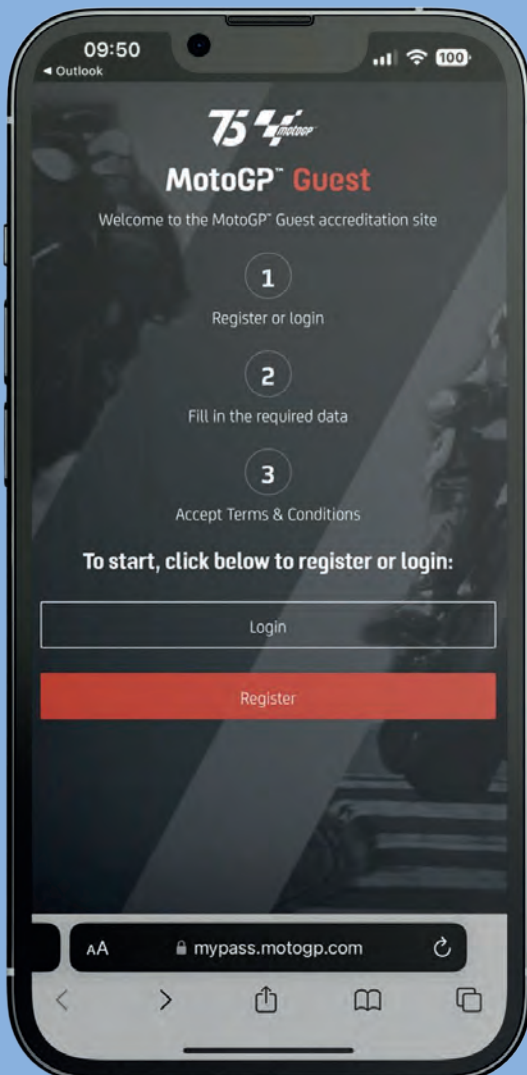 09:50
◀ Outlook
100
75 motogp™
MotoGP™ Guest
Welcome to the MotoGP™ Guest accreditation site
1
Register or login
2
Fill in the required data
3
Accept Terms & Conditions
To start, click below to register or login:
Login
Register
AA mypass.motogp.com